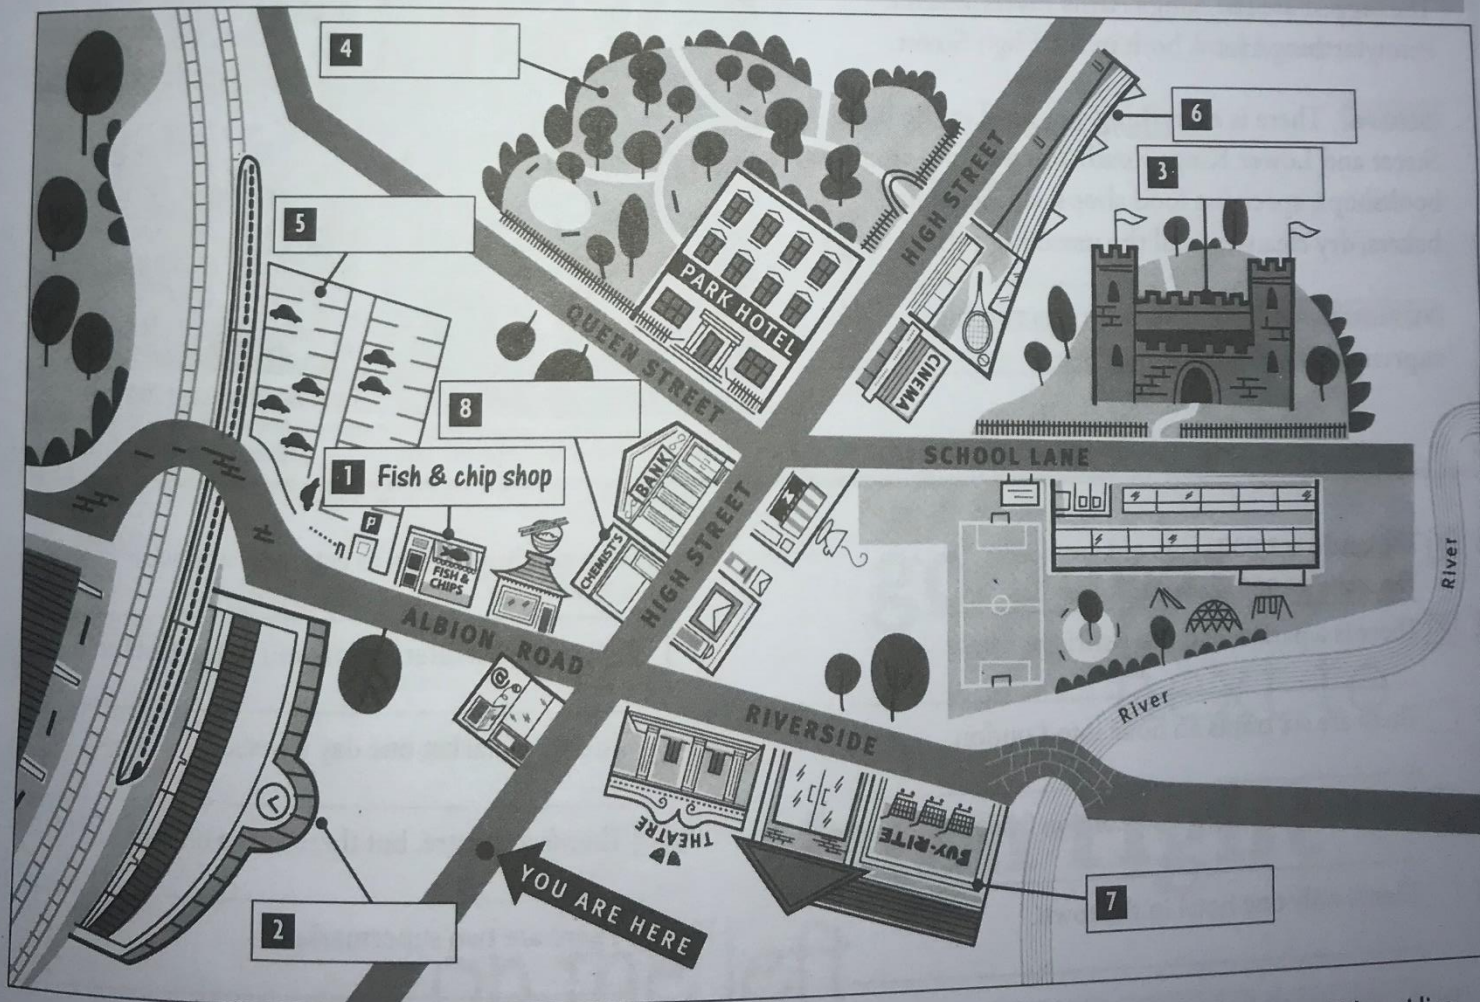 4
6
3
5
HIGH STREET
PARK HOTEL
QUEEN STREET
CINEMA
8
1 Fish & chip shop
BANK
SCHOOL LANE
P
FISH &
CHIPS
CHEMIST'S
HIGH STREET
ALBION ROAD
@
River
River
RIVERSIDE
THEATRE
BUY-RITE
YOU ARE HERE
7
2